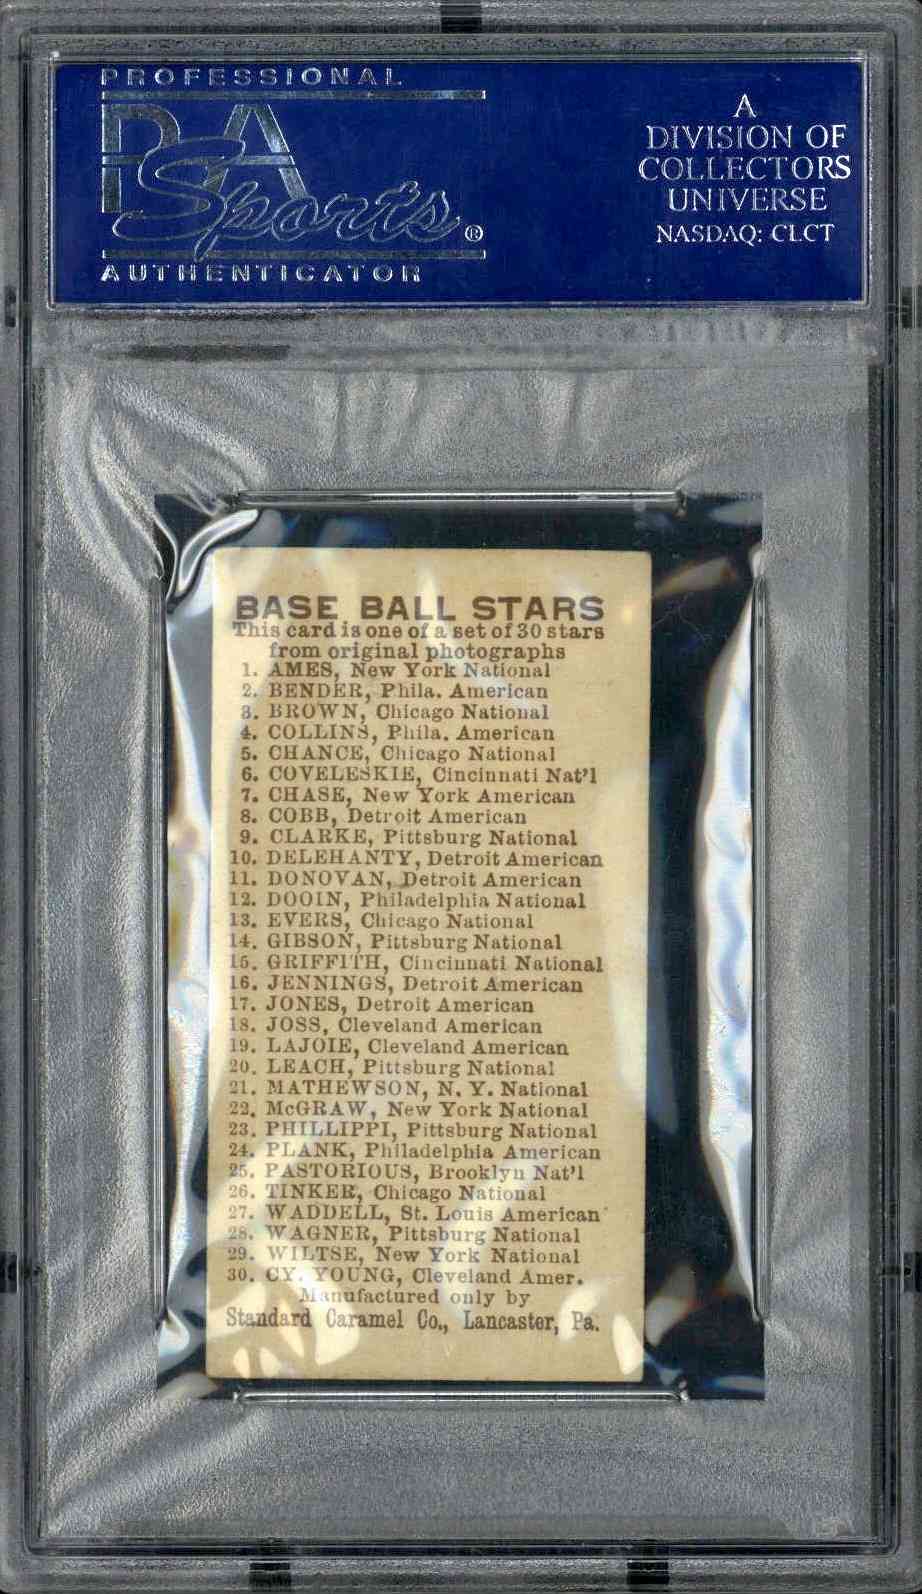 PROFESSIONAL
PSA
Sports®
AUTHENTICATOR
A
DIVISION OF
COLLECTORS
UNIVERSE
NASDAQ: CLCT
BASE BALL STARS
This card is one of a set of 30 stars
from original photographs
1. AMES, New York National
2. BENDER, Phila. American
3. BROWN, Chicago National
4. COLLINS, Phila. American
5. CHANCE, Chicago National
6. COVELESKIE, Cincinnati Nat'l
7. CHASE, New York American
8. COBB, Detroit American
9. CLARKE, Pittsburg National
10. DELEHANTY, Detroit American
11. DONOVAN, Detroit American
12. DOOIN, Philadelphia National
13. EVERS, Chicago National
14. GIBSON, Pittsburg National
15. GRIFFITH, Cincinnati National
16. JENNINGS, Detroit American
17. JONES, Detroit American
18. JOSS, Cleveland American
19. LAJOIE, Cleveland American
20. LEACH, Pittsburg National
21. MATHEWSON, N. Y. National
22. McGRAW, New York National
23. PHILLIPPI, Pittsburg National
24. PLANK, Philadelphia American
25. PASTORIOUS, Brooklyn Nat'l
26. TINKER, Chicago National
27. WADDELL, St. Louis American
28. WAGNER, Pittsburg National
29. WILTSE, New York National
30. CY. YOUNG, Cleveland Amer.
Manufactured only by
Standard Caramel Co., Lancaster, Pa.